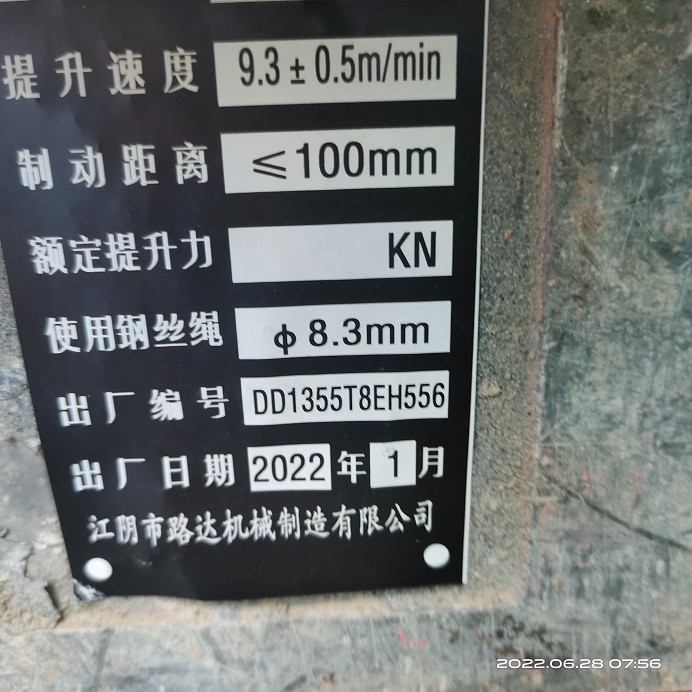 提升速度 9.3±0.5m/min
制动距离 ≤100mm
额定提升力 KN
使用钢丝绳 ϕ8.3mm
出厂编号 DD1355T8EH556
出厂日期 2022年1月
江阴市路达机械制造有限公司
2022.06.28 07:56